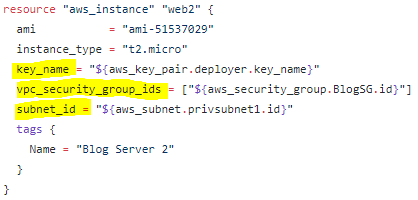 resource "aws_instance" "web2" {
ami = "ami-51537029"
instance_type = "t2.micro"
key_name = "${aws_key_pair.deployer.key_name}"
vpc_security_group_ids = ["${aws_security_group.BlogSG.id}"]
subnet_id = "${aws_subnet.privsubnet1.id}"
tags {
Name = "Blog Server 2"
}
}